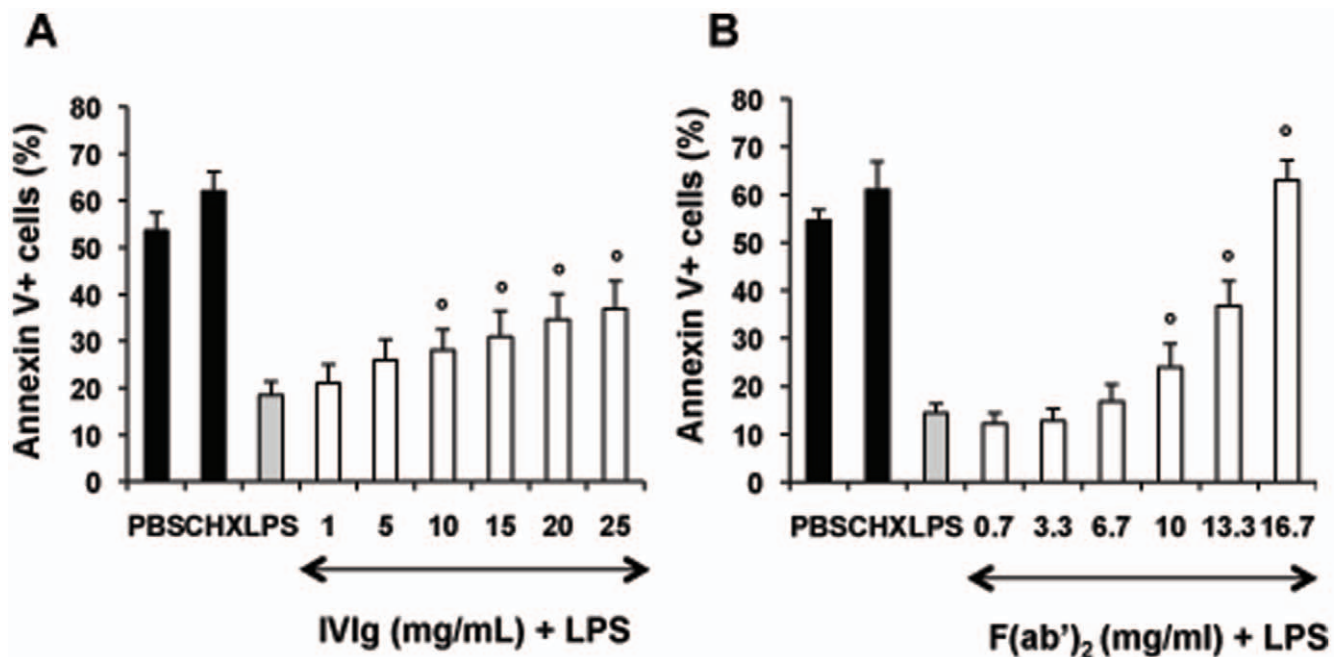 A
Annexin V+ cells (%)
80
70
60
50
40
30
20
10
0
PBS CHX LPS 1 5 10 15 20 25
IVIg (mg/mL) + LPS
B
Annexin V+ cells (%)
80
70
60
50
40
30
20
10
0
PBS CHX LPS 0.7 3.3 6.7 10 13.3 16.7
F(ab')₂ (mg/ml) + LPS